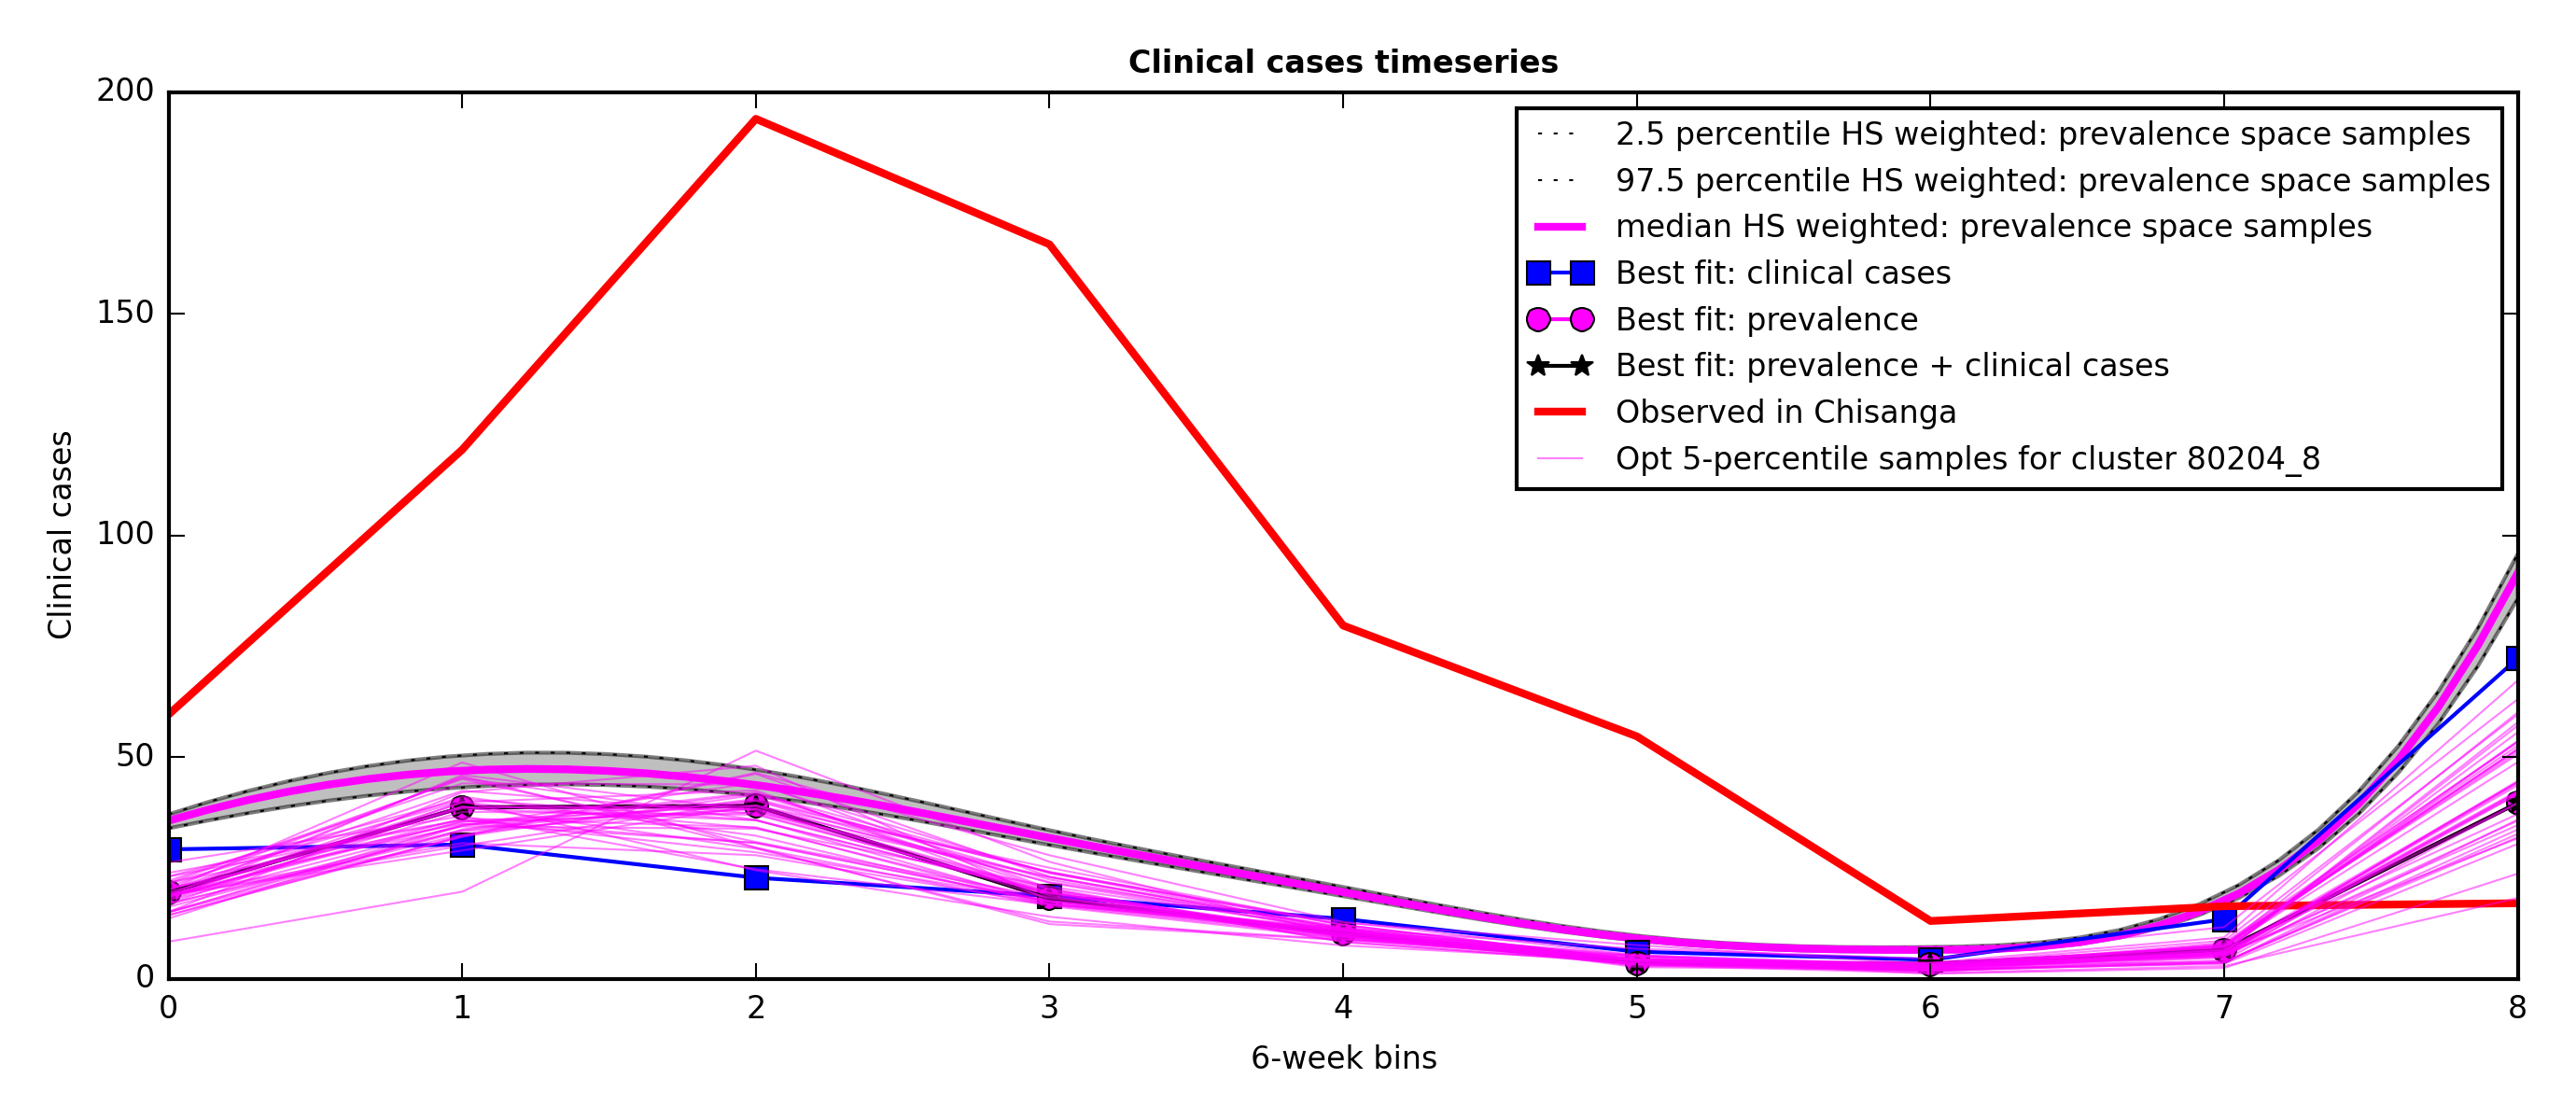 Clinical cases timeseries
200
150
100
50
0
Clinical cases
2.5 percentile HS weighted: prevalence space samples
97.5 percentile HS weighted: prevalence space samples
median HS weighted: prevalence space samples
Best fit: clinical cases
Best fit: prevalence
Best fit: prevalence + clinical cases
Observed in Chisanga
Opt 5-percentile samples for cluster 80204_8
0 1 2 3 4 5 6 7 8
6-week bins